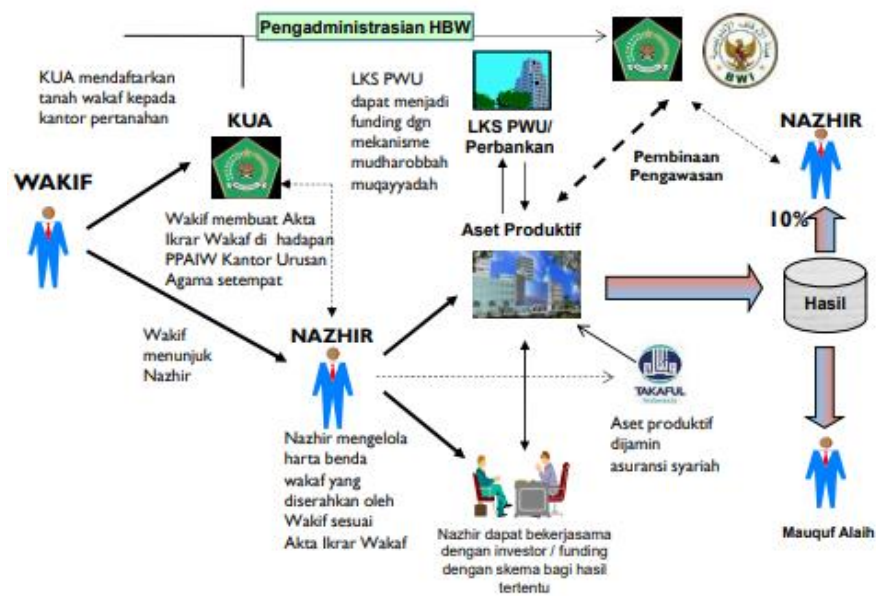 Pengadministrasian HBW
KUA mendaftarkan
tanah wakaf kepada
kantor pertanahan
KUA
LKS PWU
dapat menjadi
funding dgn
mekanisme
mudharobbah
muqayyadah
LKS PWU/
Perbankan
BWI
NAZHIR
Pembinaan
Pengawasan
WAKIF
Wakif membuat Akta
Ikrar Wakaf di hadapan
PPAIW Kantor Urusan
Agama setempat
Aset Produktif
10%
Hasil
Wakif
menunjuk
Nazhir
NAZHIR
TAKAFUL
Indonesia
Aset produktif
dijamin
asuransi syariah
Nazhir mengelola
harta benda
wakaf yang
diserahkan oleh
Wakif sesuai
Akta Ikrar Wakaf
Nazhir dapat bekerjasama
dengan investor / funding
dengan skema bagi hasil
tertentu
Mauquf Alaih